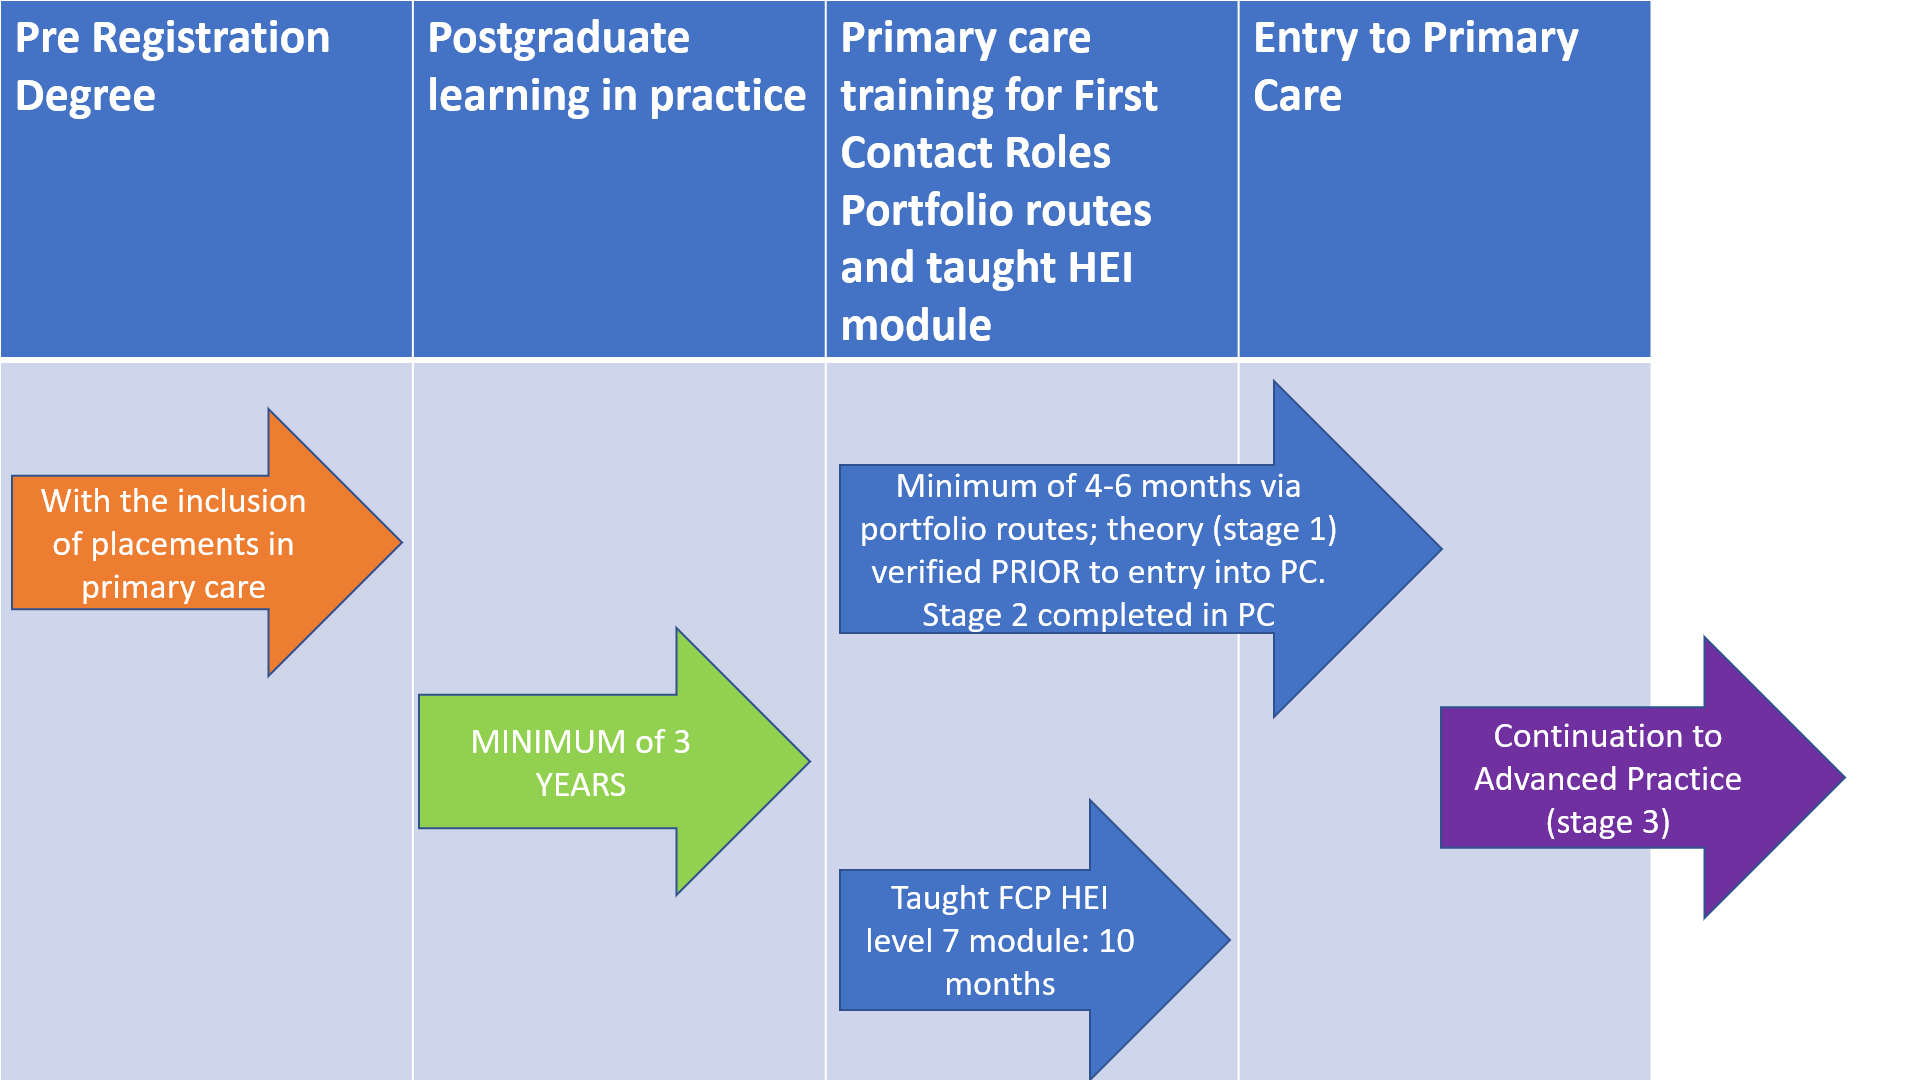 Pre Registration
Degree
Postgraduate
learning in practice
Primary care
training for First
Contact Roles
Portfolio routes
and taught HEI
module
Entry to Primary
Care
With the inclusion
of placements in
primary care
MINIMUM of 3
YEARS
Minimum of 4-6 months via
portfolio routes; theory (stage 1)
verified PRIOR to entry into PC.
Stage 2 completed in PC
Taught FCP HEI
level 7 module: 10
months
Continuation to
Advanced Practice
(stage 3)